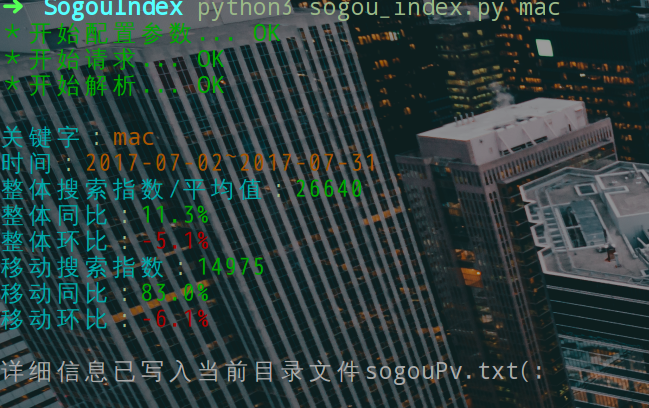 ➜ SogouIndex python3 sogou_index.py mac
*开始配置参数... OK
*开始请求... OK
*开始解析... OK
关键字：mac
时间：2017-07-02~2017-07-31
整体搜索指数/平均值：26640
整体同比：11.3%
整体环比：-5.1%
移动搜索指数：14975
移动同比：83.0%
移动环比：-6.1%
详细信息已写入当前目录文件sogouPv.txt(: